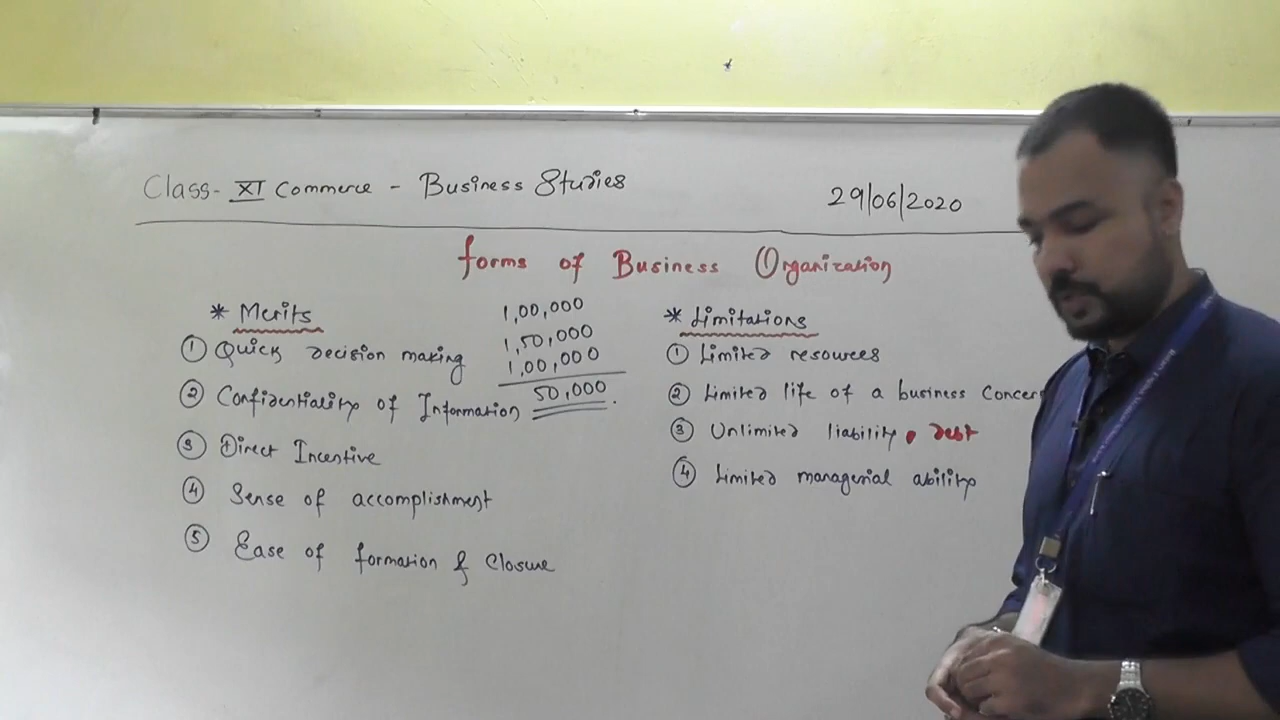 Class- XI Commerce - Business Studies
29/06/2020
forms of Business Organization
* Merits
① Quick decision making
② Confidentiality of Information
③ Direct Incentive
④ Sense of accomplishment
⑤ Ease of formation & Closure
1,00,000
1,50,000
1,00,000
50,000.
* Limitations
① Limited resources
② Limited life of a business Concern
③ Unlimited liability • debt
④ Limited managerial ability